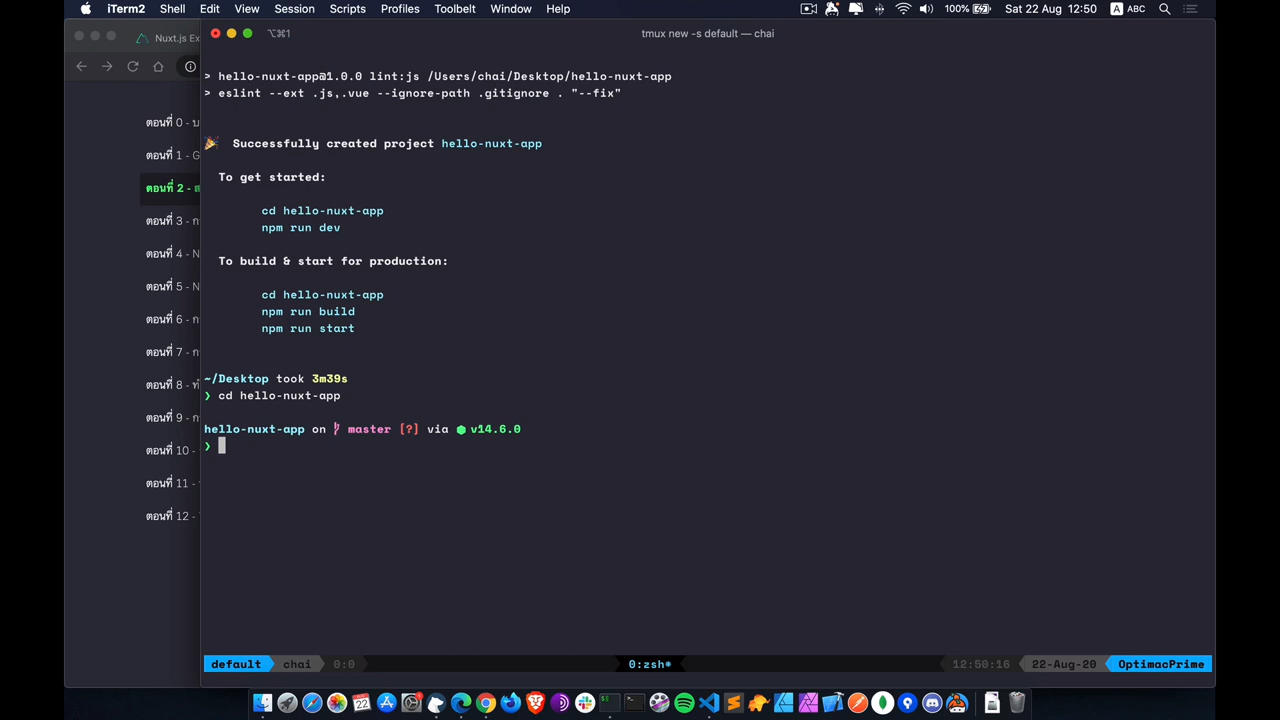 iTerm2 Shell Edit View Session Scripts Profiles Toolbelt Window Help 100% Sat 22 Aug 12:50 A ABC
Nuxt.js Ex
⌥⌘1 tmux new -s default — chai
> hello-nuxt-app@1.0.0 lint:js /Users/chai/Desktop/hello-nuxt-app
> eslint --ext .js,.vue --ignore-path .gitignore . "--fix"
🎉 Successfully created project hello-nuxt-app
To get started:
cd hello-nuxt-app
npm run dev
To build & start for production:
cd hello-nuxt-app
npm run build
npm run start
~/Desktop took 3m39s
❯ cd hello-nuxt-app
hello-nuxt-app on master [?] via ⬢ v14.6.0
❯
ตอนที่ 0 - บ
ตอนที่ 1 - G
ตอนที่ 2 - ส
ตอนที่ 3 - ก
ตอนที่ 4 - N
ตอนที่ 5 - N
ตอนที่ 6 - ก
ตอนที่ 7 - ก
ตอนที่ 8 - ท
ตอนที่ 9 - ก
ตอนที่ 10 -
ตอนที่ 11 -
ตอนที่ 12 -
default chai 0:0 0:zsh* 12:50:16 22-Aug-20 OptimacPrime